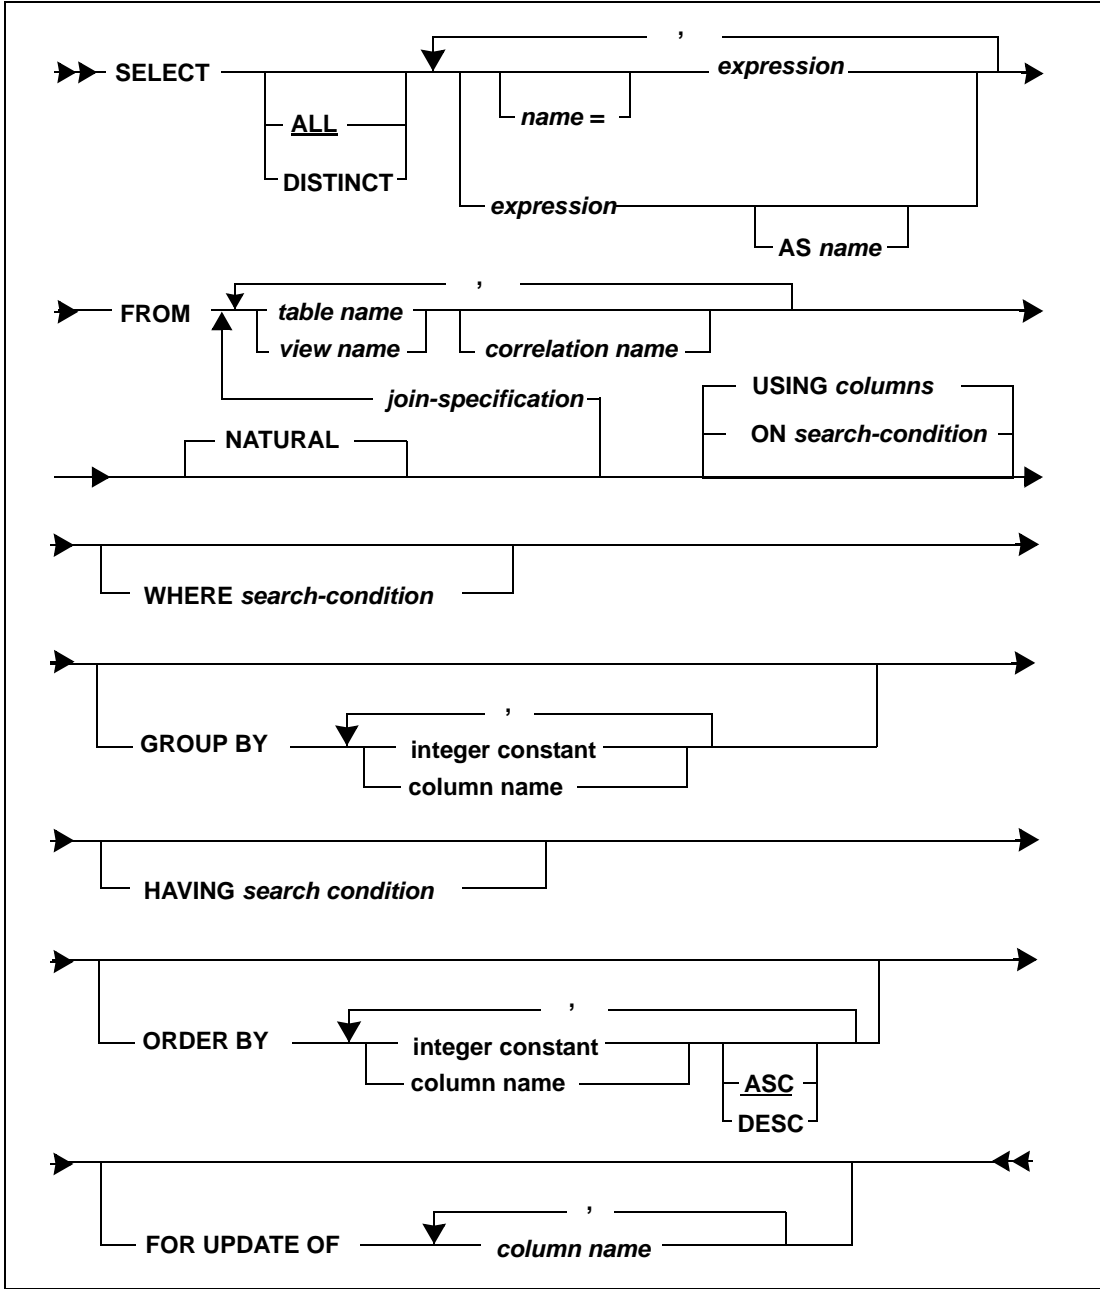 ,
SELECT expression
name =
ALL
DISTINCT
expression
AS name
,
FROM table name
view name correlation name
join-specification USING columns
NATURAL ON search-condition
WHERE search-condition
,
GROUP BY integer constant
column name
HAVING search condition
,
ORDER BY integer constant
column name ASC
DESC
,
FOR UPDATE OF column name